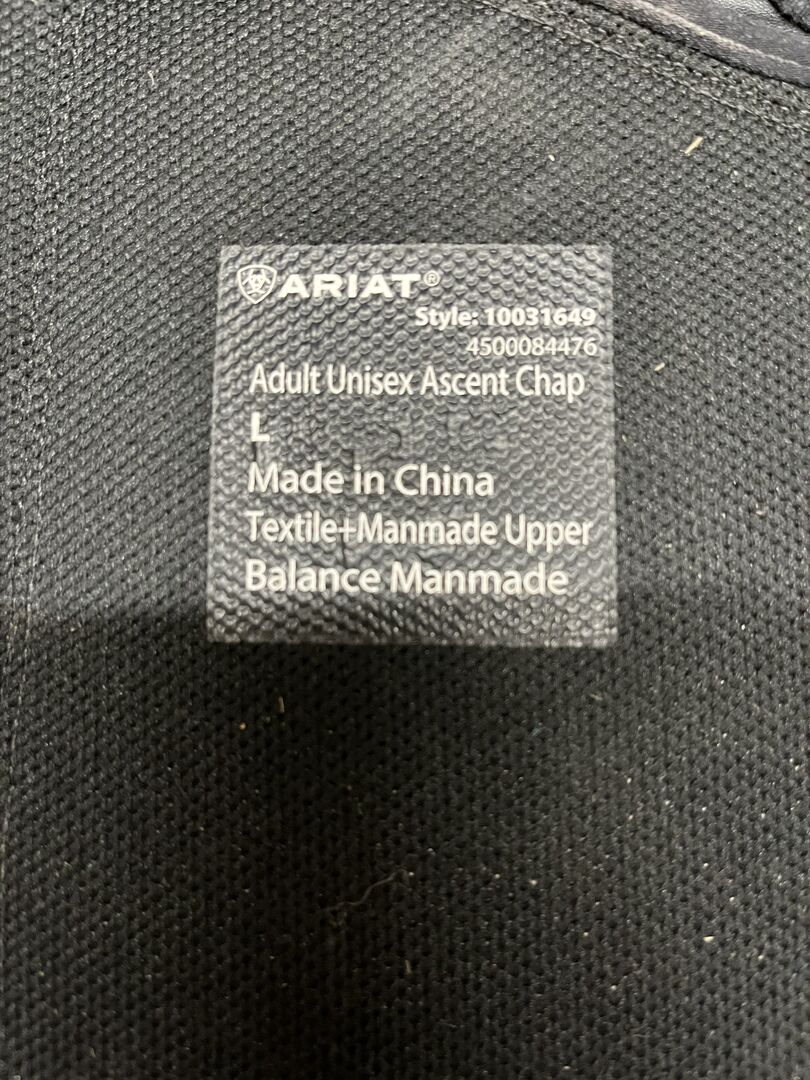 ARIAT®
Style: 10031649
4500084476
Adult Unisex Ascent Chap
L
Made in China
Textile+Manmade Upper
Balance Manmade